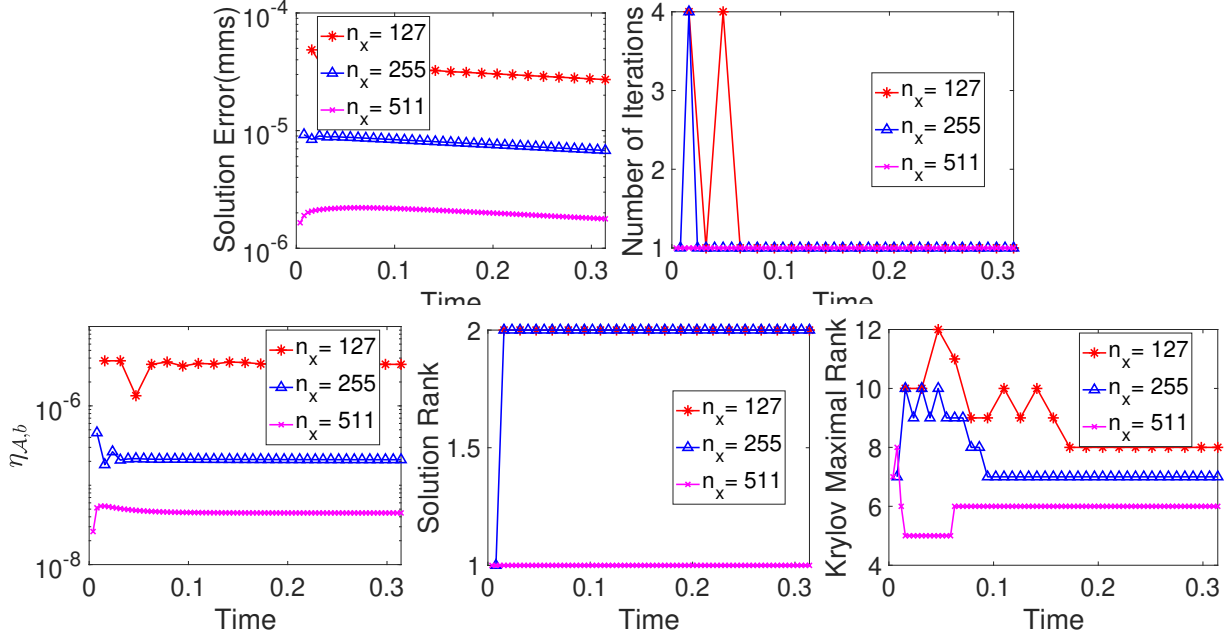 Solution Error(mms)
10^-4
10^-5
10^-6
0
0.1
0.2
0.3
Time
n_x = 127
n_x = 255
n_x = 511
Number of Iterations
4
3
2
1
0
0.1
0.2
0.3
Time
n_x = 127
n_x = 255
n_x = 511
η_A,b
10^-6
10^-8
0
0.1
0.2
0.3
Time
n_x = 127
n_x = 255
n_x = 511
Solution Rank
2
1.5
1
0
0.1
0.2
0.3
Time
n_x = 127
n_x = 255
n_x = 511
Krylov Maximal Rank
12
10
8
6
4
0
0.1
0.2
0.3
Time
n_x = 127
n_x = 255
n_x = 511